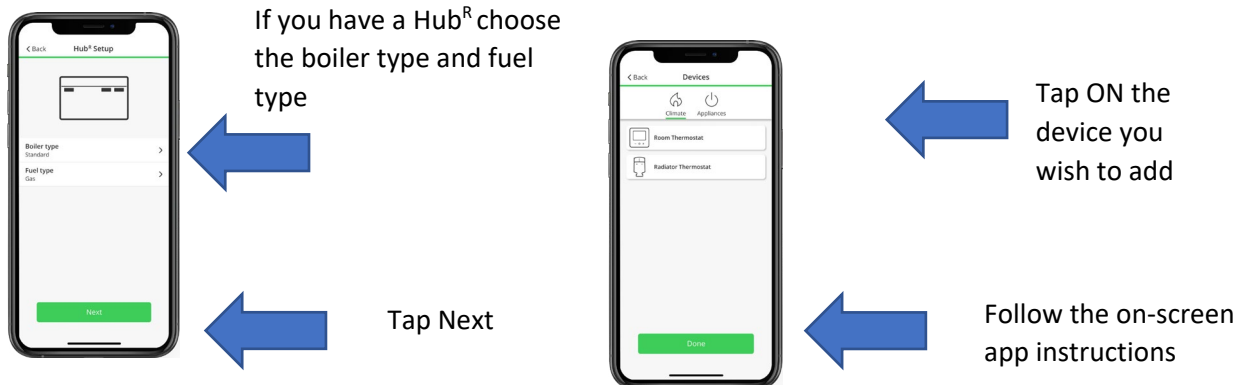 If you have a Hubᴿ choose
the boiler type and fuel
type
< Back Hubᴿ Setup
Boiler type
Standard
Fuel type
Gas
Next
Tap Next
< Back Devices
Climate Appliances
Room Thermostat
Radiator Thermostat
Done
Tap ON the
device you
wish to add
Follow the on-screen
app instructions